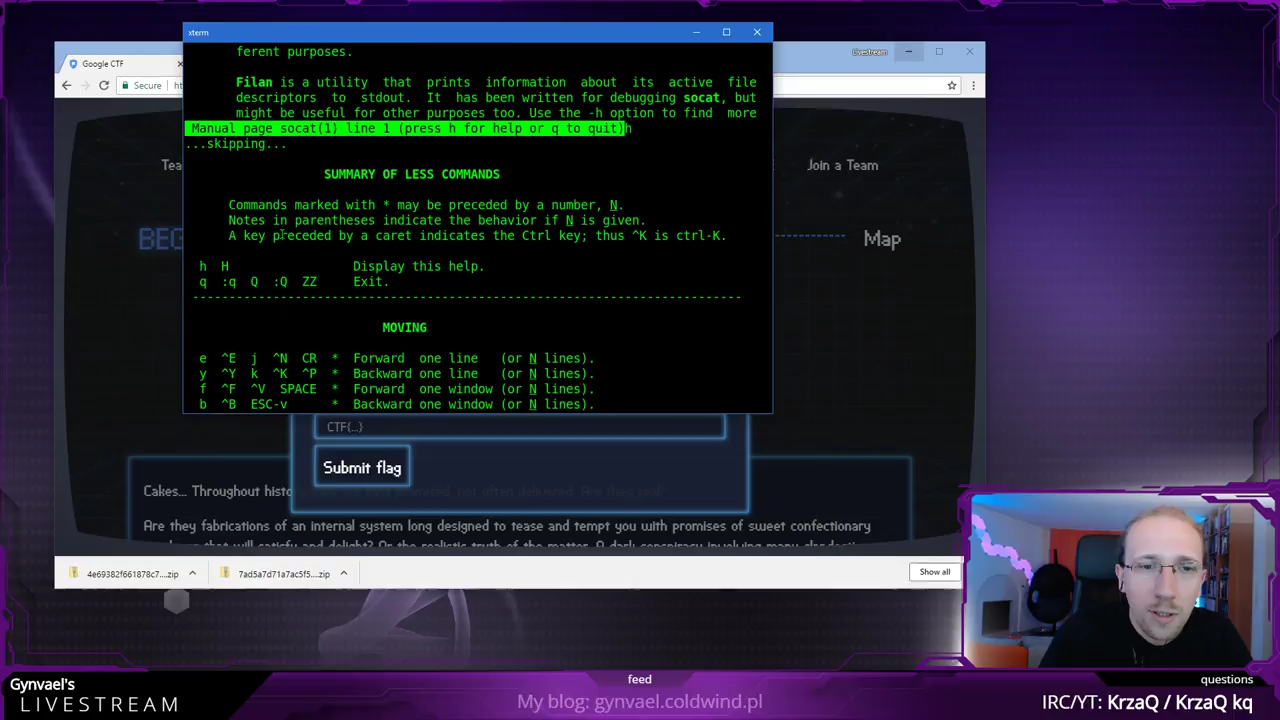 xterm
ferent purposes.
Filan is a utility that prints information about its active file
descriptors to stdout. It has been written for debugging socat, but
might be useful for other purposes too. Use the -h option to find more
Manual page socat(1) line 1 (press h for help or q to quit)h
...skipping...
SUMMARY OF LESS COMMANDS
Commands marked with * may be preceded by a number, N.
Notes in parentheses indicate the behavior if N is given.
A key preceded by a caret indicates the Ctrl key; thus ^K is ctrl-K.
h H Display this help.
q :q Q :Q ZZ Exit.
--------------------------------------------------------------------------
MOVING
e ^E j ^N CR * Forward one line (or N lines).
y ^Y k ^K ^P * Backward one line (or N lines).
f ^F ^V SPACE * Forward one window (or N lines).
b ^B ESC-v * Backward one window (or N lines).
Livestream
Google CTF
Secure
Join a Team
BEG
Map
CTF{...}
Submit flag
Cakes... Throughout
Are they fabrications of an internal system long designed to tease and tempt you with promises of sweet confectionary
4e69382f661878c7....zip
7ad5a7d71a7ac5f5....zip
Show all
Gynvael's
LIVESTREAM
feed
My blog: gynvael.coldwind.pl
questions
IRC/YT: KrzaQ / KrzaQ kq